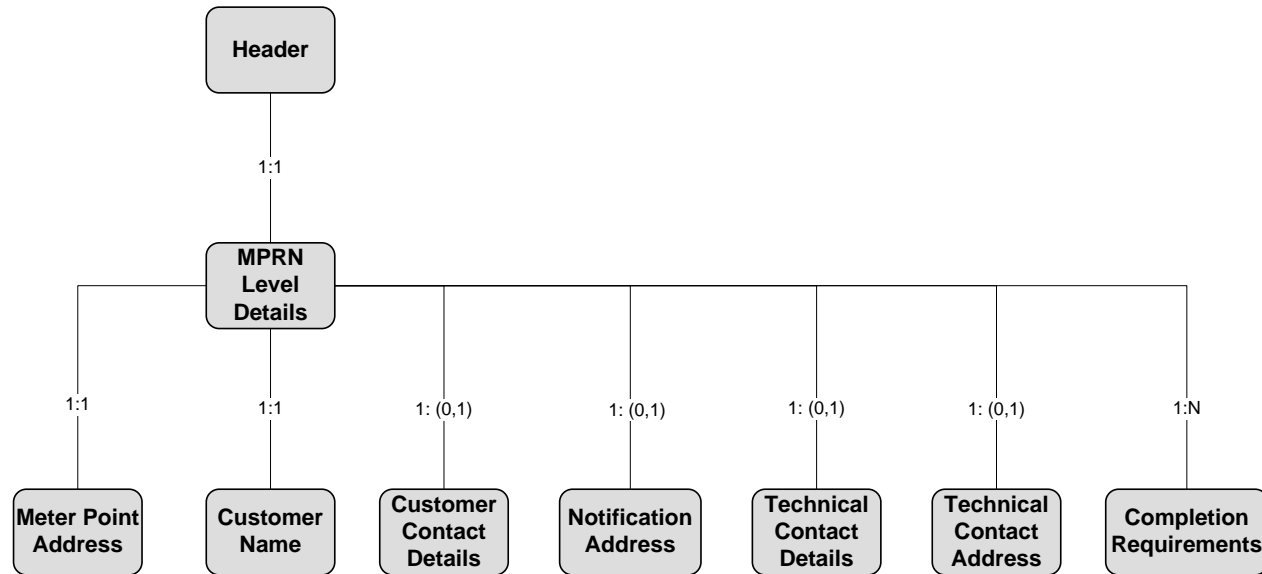 Header
1:1
MPRN
Level
Details
1:1
1:1
1: (0,1)
1: (0,1)
1: (0,1)
1: (0,1)
1:N
Meter Point
Address
Customer
Name
Customer
Contact
Details
Notification
Address
Technical
Contact
Details
Technical
Contact
Address
Completion
Requirements